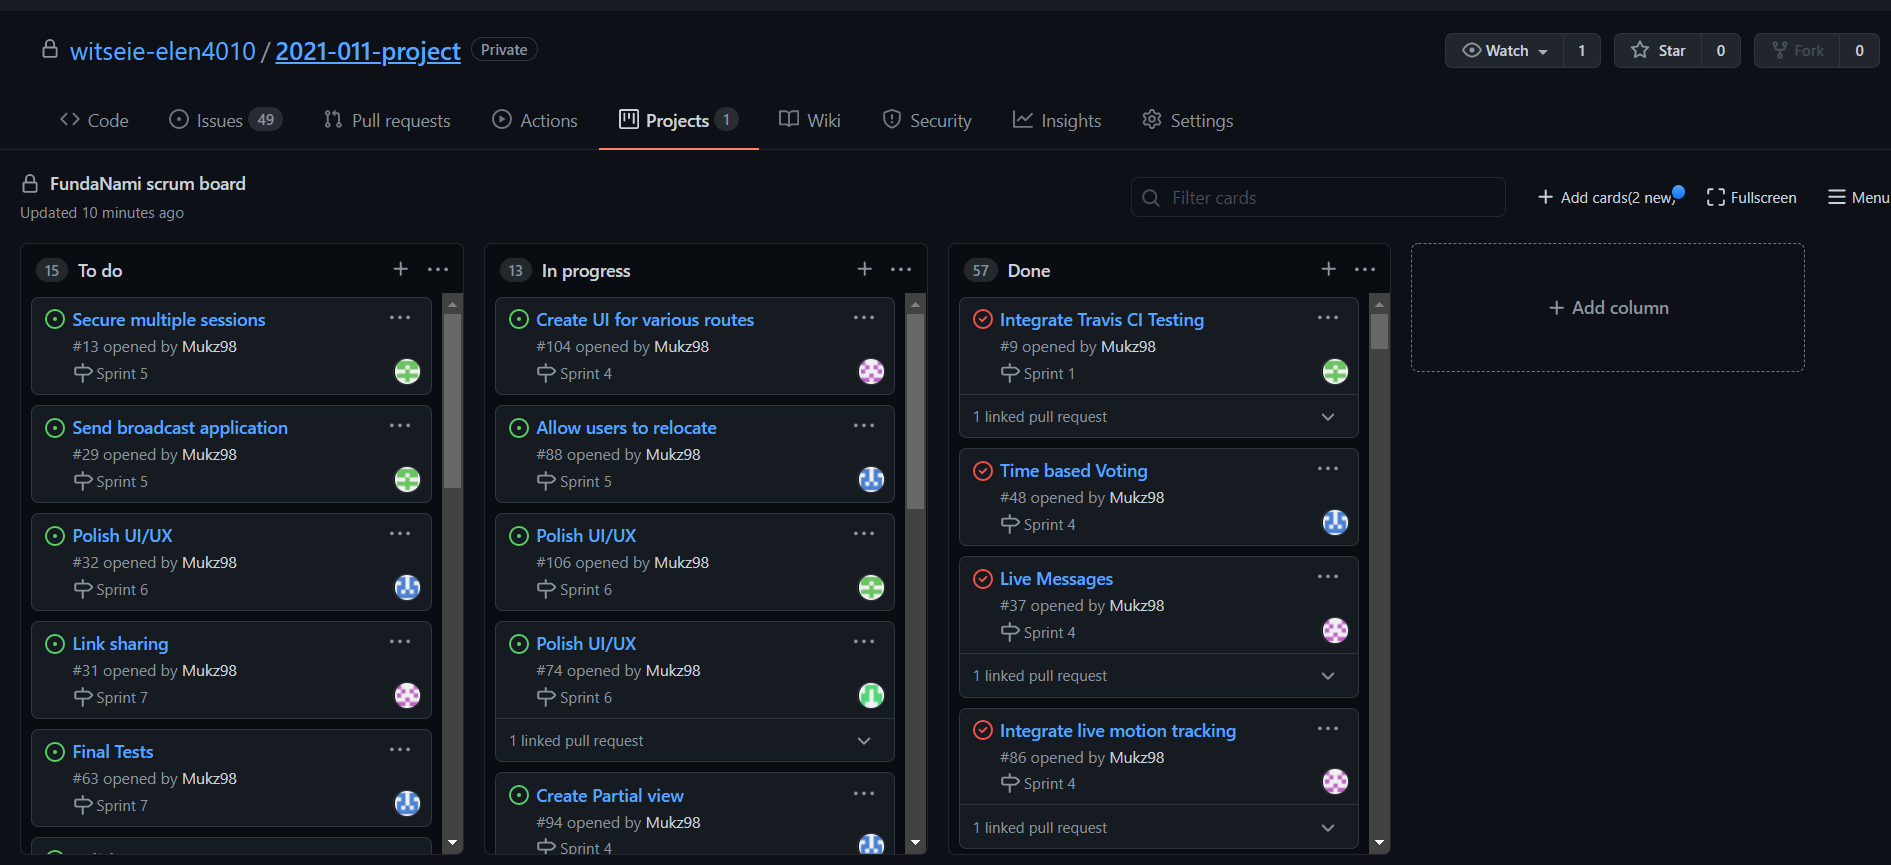 witseie-elen4010 / 2021-011-project Private
Watch 1 Star 0 Fork 0
Code Issues 49 Pull requests Actions Projects 1 Wiki Security Insights Settings
FundaNami scrum board
Updated 10 minutes ago
Filter cards
Add cards(2 new) Fullscreen Menu
15 To do
Secure multiple sessions
#13 opened by Mukz98
Sprint 5
Send broadcast application
#29 opened by Mukz98
Sprint 5
Polish UI/UX
#32 opened by Mukz98
Sprint 6
Link sharing
#31 opened by Mukz98
Sprint 7
Final Tests
#63 opened by Mukz98
Sprint 7
13 In progress
Create UI for various routes
#104 opened by Mukz98
Sprint 4
Allow users to relocate
#88 opened by Mukz98
Sprint 5
Polish UI/UX
#106 opened by Mukz98
Sprint 6
Polish UI/UX
#74 opened by Mukz98
Sprint 6
1 linked pull request
Create Partial view
#94 opened by Mukz98
Sprint 4
57 Done
Integrate Travis CI Testing
#9 opened by Mukz98
Sprint 1
1 linked pull request
Time based Voting
#48 opened by Mukz98
Sprint 4
Live Messages
#37 opened by Mukz98
Sprint 4
1 linked pull request
Integrate live motion tracking
#86 opened by Mukz98
Sprint 4
1 linked pull request
Add column